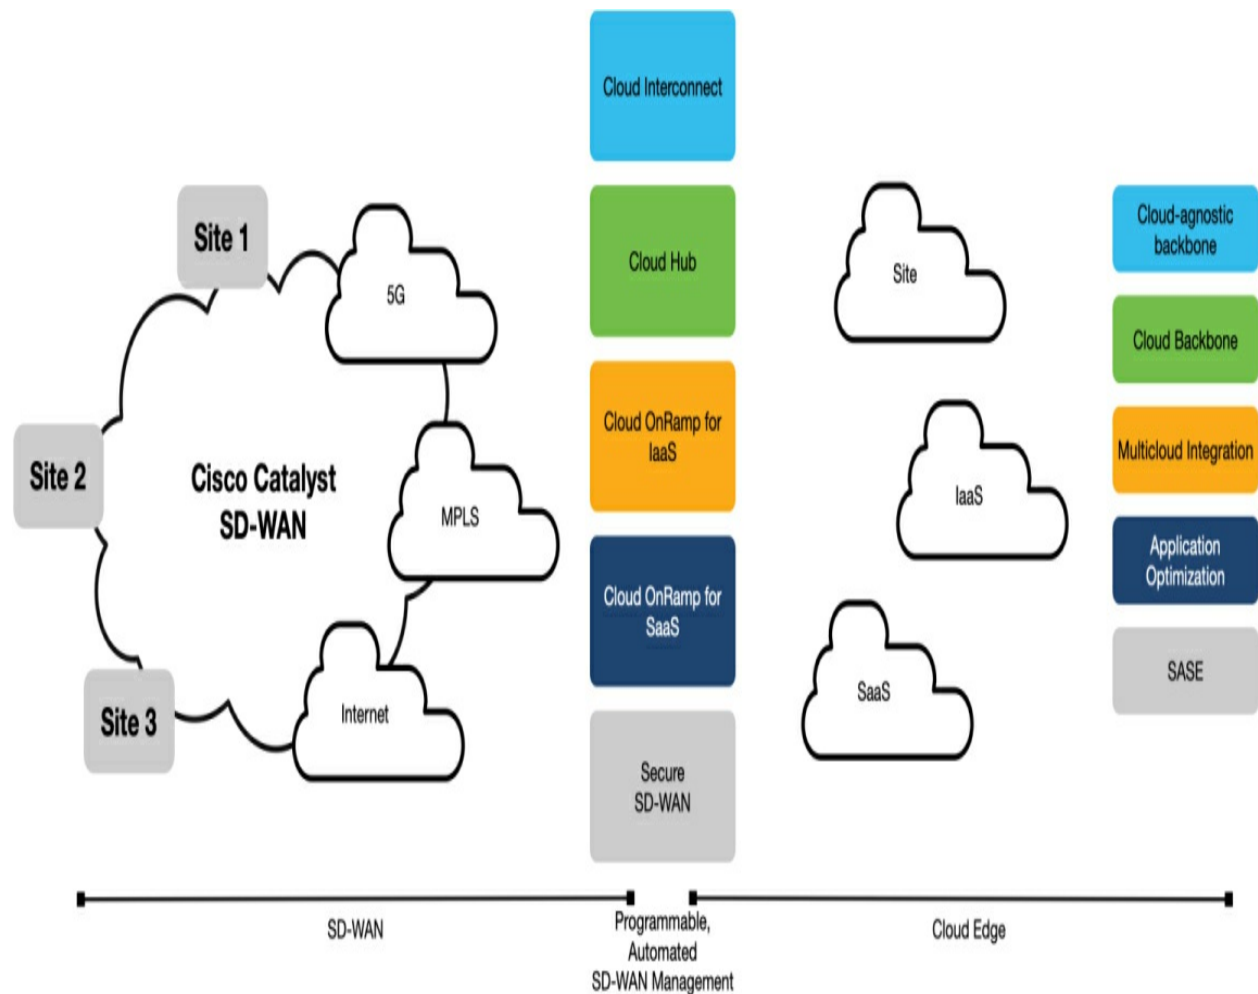 Site 1
Site 2
Site 3
Cisco Catalyst
SD-WAN
5G
MPLS
Internet
Cloud Interconnect
Cloud Hub
Cloud OnRamp for
IaaS
Cloud OnRamp for
SaaS
Secure
SD-WAN
Site
IaaS
SaaS
Cloud-agnostic
backbone
Cloud Backbone
Multicloud Integration
Application
Optimization
SASE
SD-WAN
Programmable,
Automated
SD-WAN Management
Cloud Edge